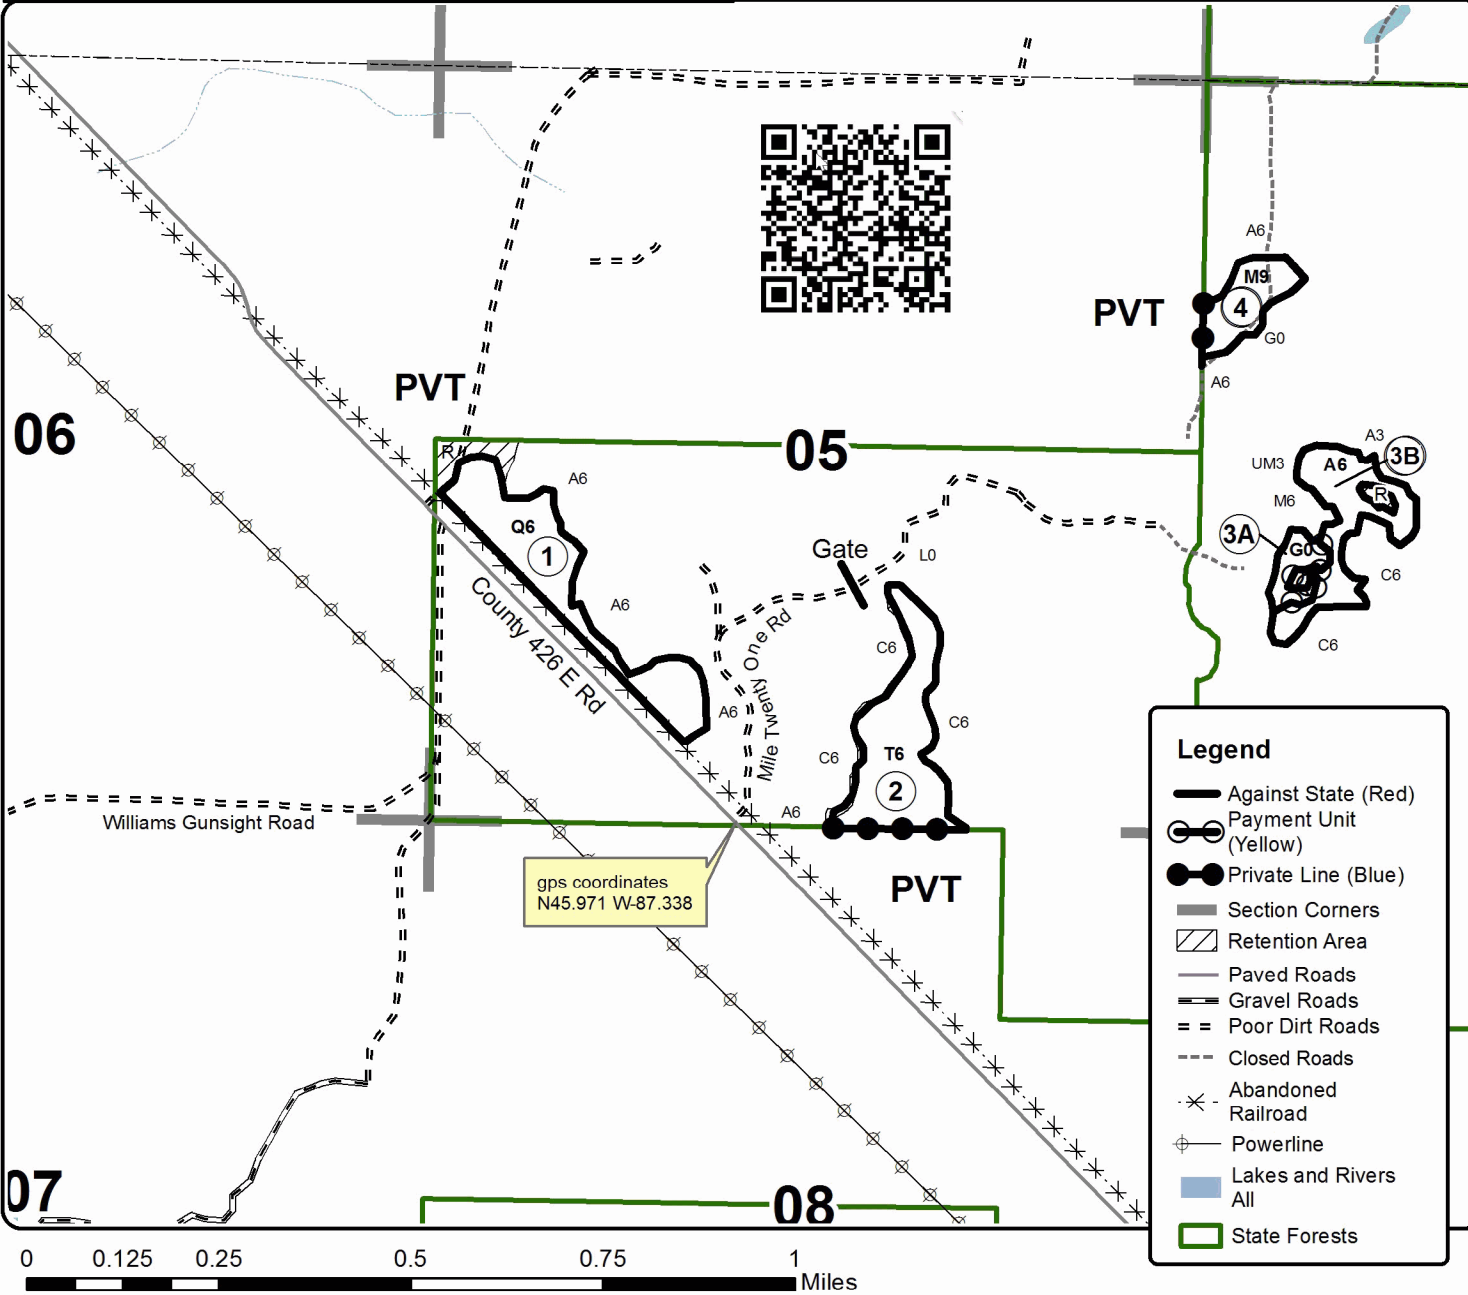 A6
M9
PVT
4
G0
A6
PVT
06
05
R
A6
Q6
1
A6
A6
County 426 E Rd
Gate
L0
Mile Twenty One Rd
C6
C6
C6
T6
2
A6
A3
UM3
A6
3B
R
M6
3A
G0
C6
C6
Williams Gunsight Road
gps coordinates
N45.971 W-87.338
PVT
07
08
Legend
Against State (Red)
Payment Unit
(Yellow)
Private Line (Blue)
Section Corners
Retention Area
Paved Roads
Gravel Roads
Poor Dirt Roads
Closed Roads
Abandoned
Railroad
Powerline
Lakes and Rivers
All
State Forests
0 0.125 0.25 0.5 0.75 1
Miles